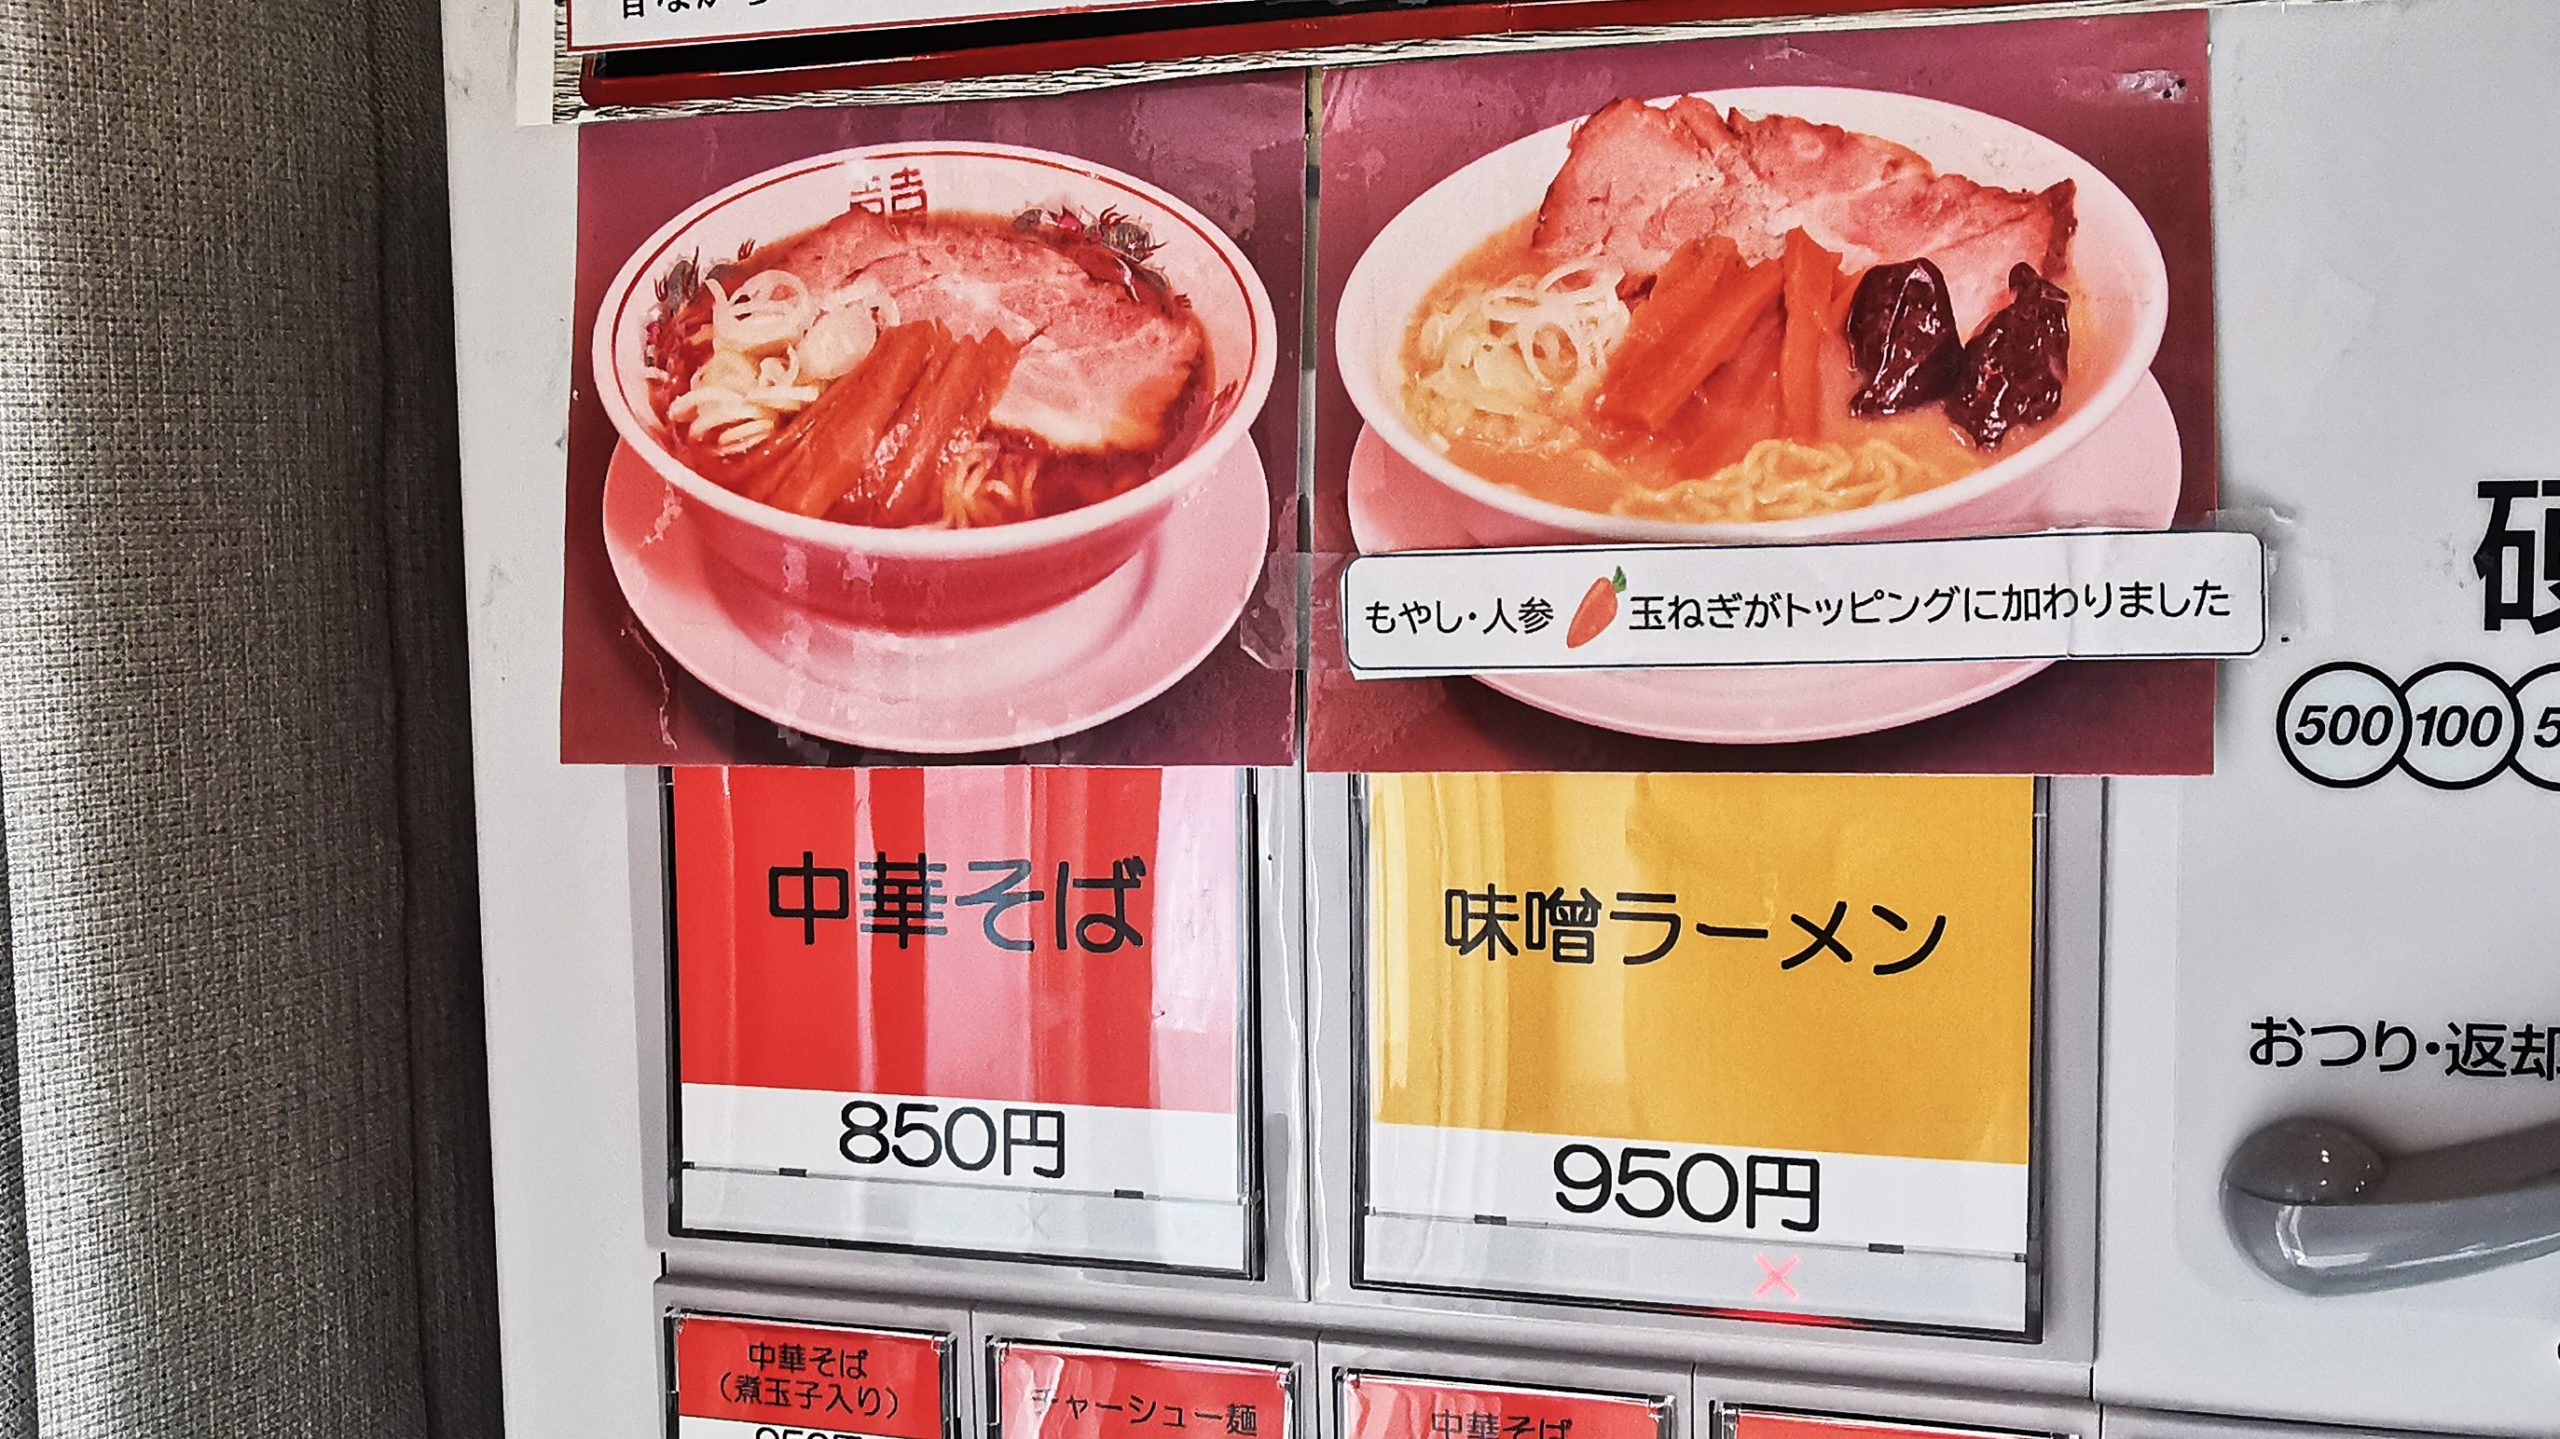 囍
もやし・人参 玉ねぎがトッピングに加わりました
中華そば
850円
味噌ラーメン
950円
500 100
おつり・返却
中華そば
（煮玉子入り）
チャーシュー麺
中華そば